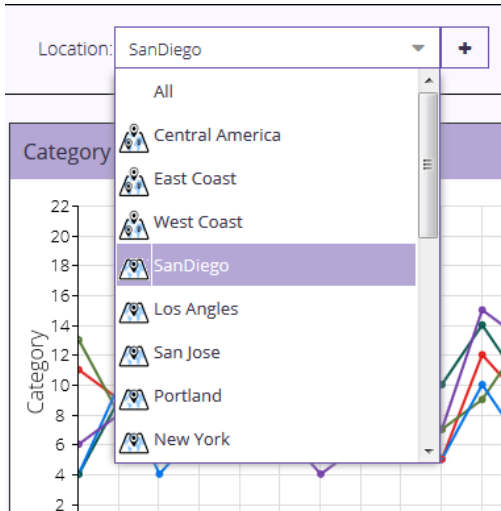 Location:
SanDiego
+
All
Central America
East Coast
West Coast
SanDiego
Los Angles
San Jose
Portland
New York
Category
22
20
18
16
14
12
10
8
6
4
2
Category